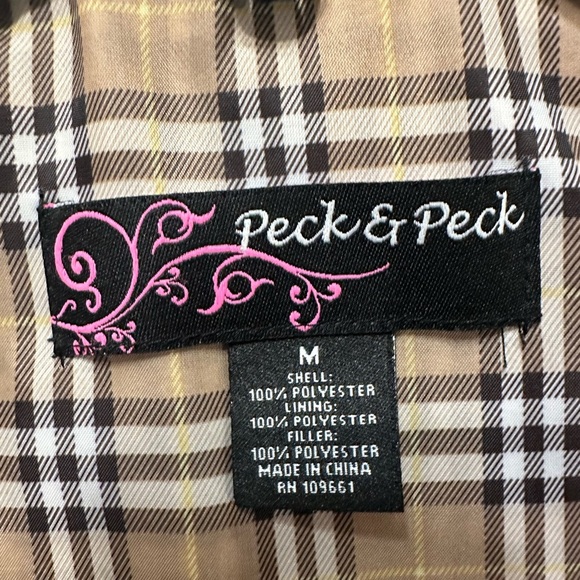 Peck & Peck
M
SHELL:
100% POLYESTER
LINING:
100% POLYESTER
FILLER:
100% POLYESTER
MADE IN CHINA
RN 109661